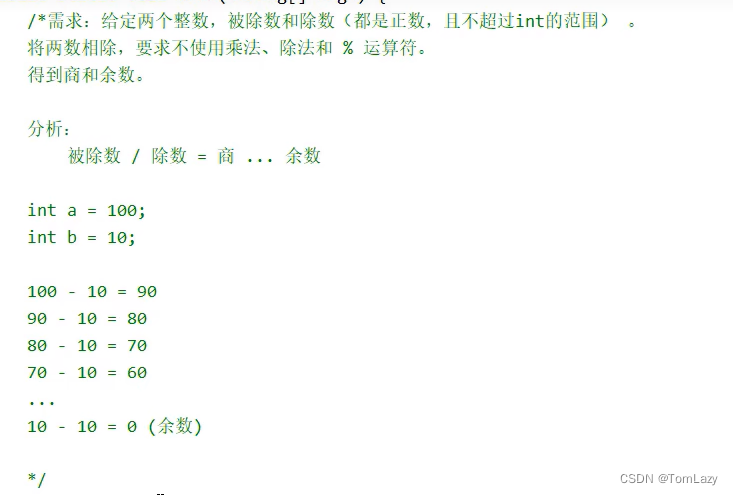 /*需求：给定两个整数，被除数和除数（都是正数，且不超过int的范围） 。
将两数相除，要求不使用乘法、除法和 % 运算符。
得到商和余数。
分析：
被除数 / 除数 = 商 ... 余数
int a = 100;
int b = 10;
100 - 10 = 90
90 - 10 = 80
80 - 10 = 70
70 - 10 = 60
...
10 - 10 = 0 (余数)
*/
CSDN @TomLazy